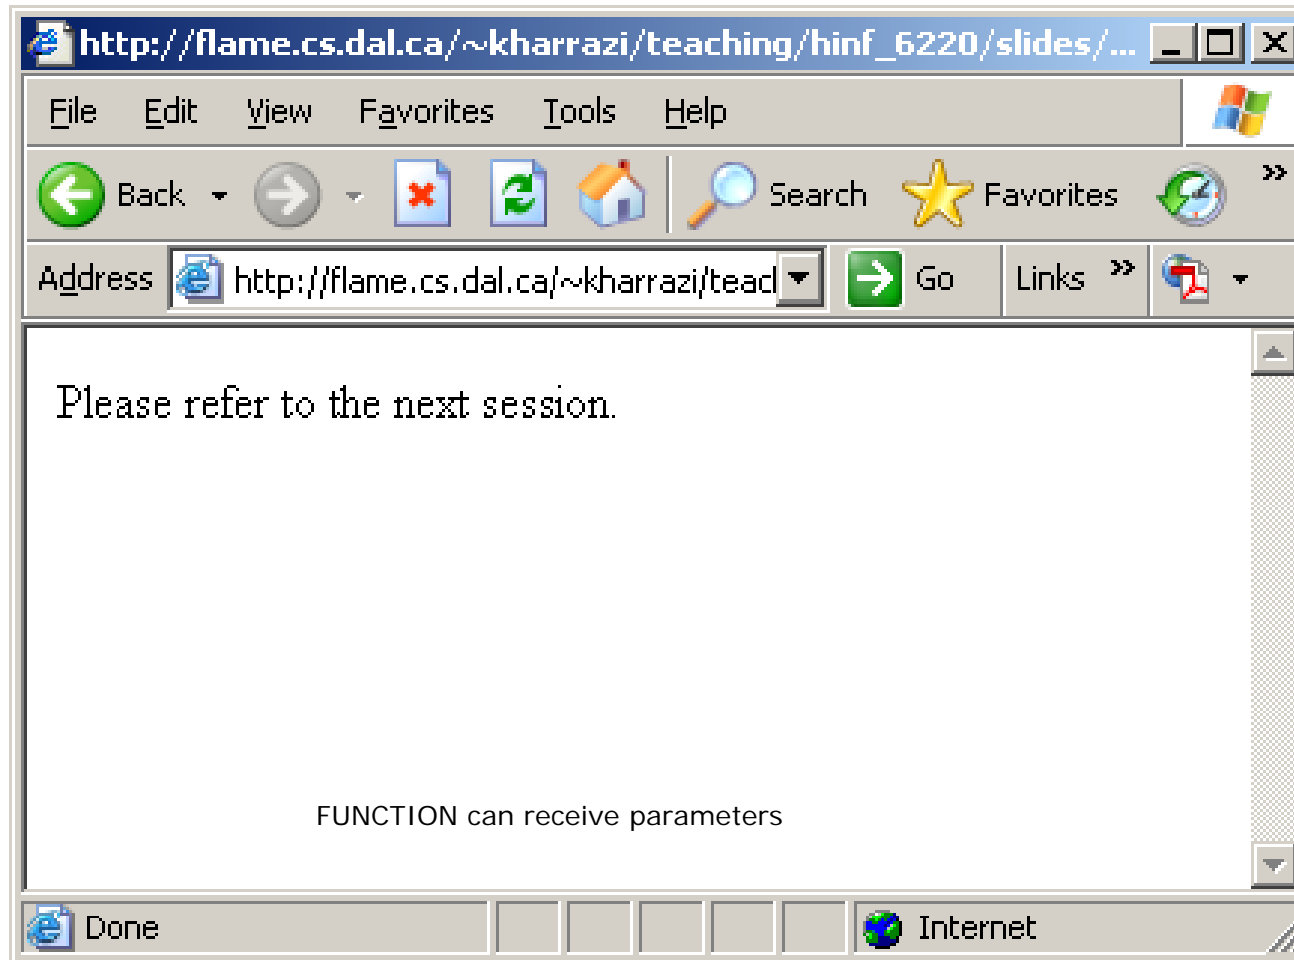 http://flame.cs.dal.ca/~kharrazi/teaching/hinf_6220/slides/...
File Edit View Favorites Tools Help
Back Search Favorites »
Address http://flame.cs.dal.ca/~kharrazi/teac Go Links »
Please refer to the next session.
FUNCTION can receive parameters
Done Internet